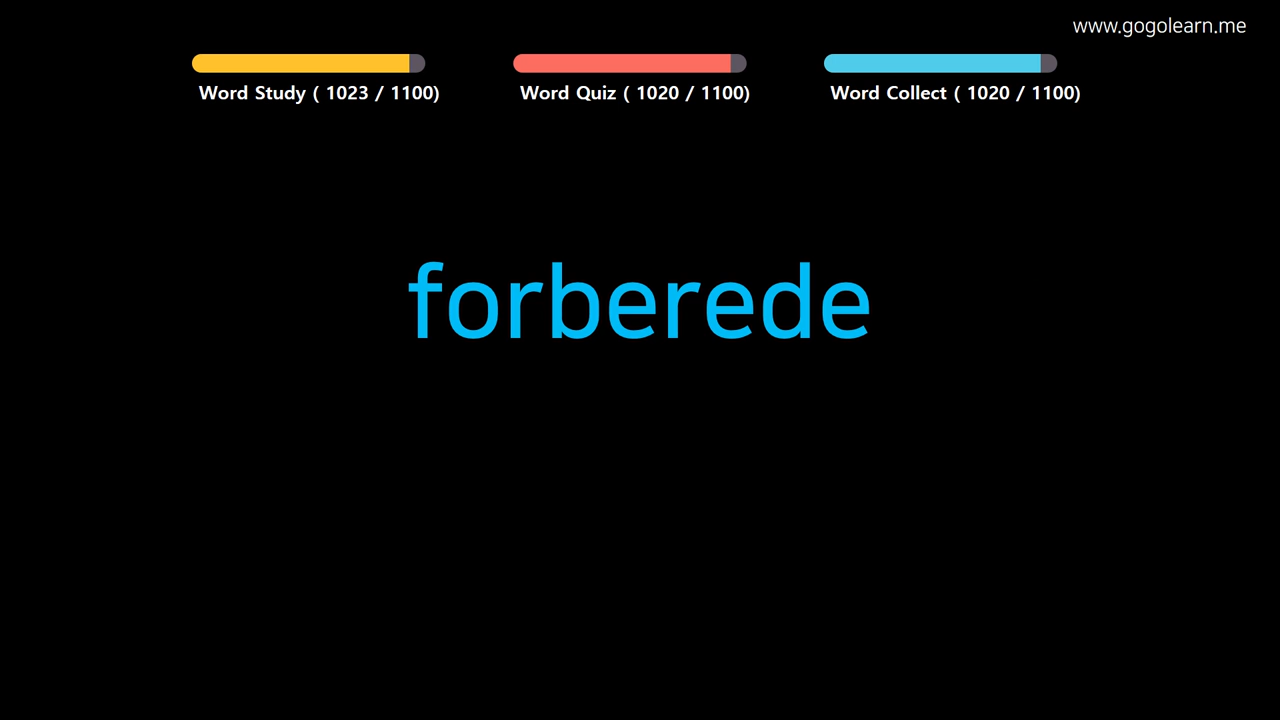 www.gogolearn.me
Word Study ( 1023 / 1100)
Word Quiz ( 1020 / 1100)
Word Collect ( 1020 / 1100)
forberede